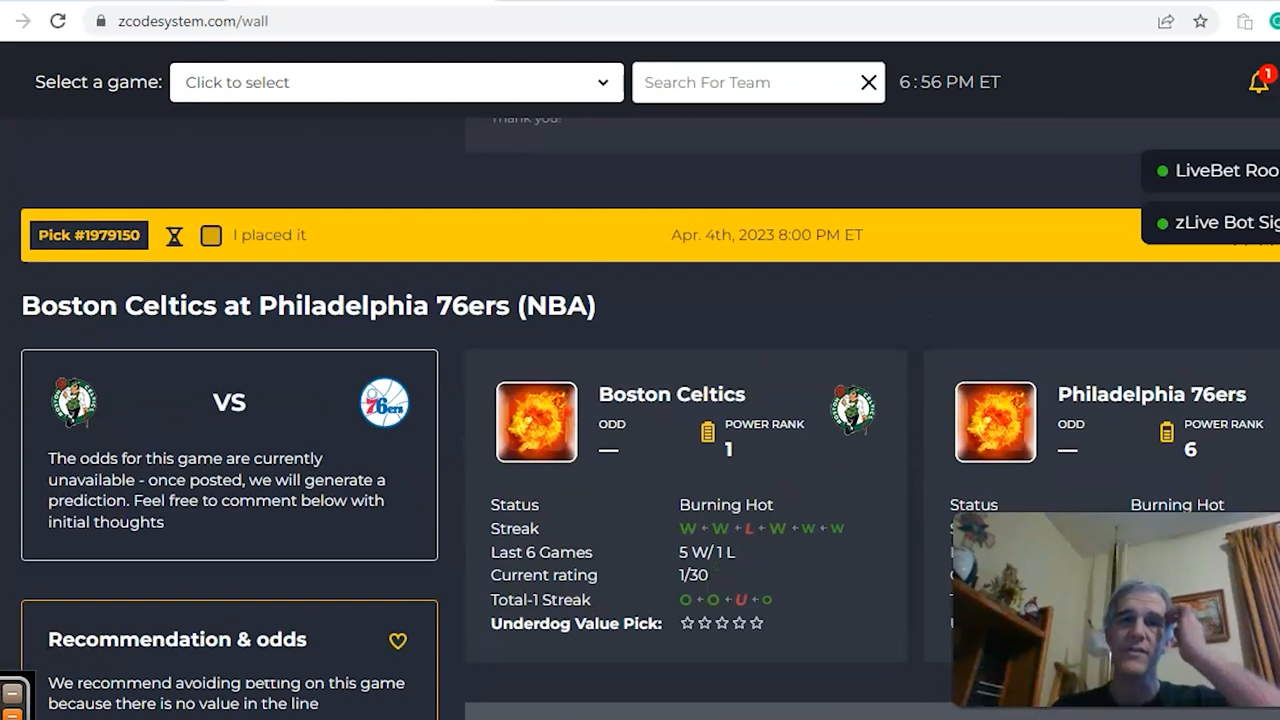 zcodesystem.com/wall
Select a game: Click to select Search For Team 6:56 PM ET 1
Thank you!
LiveBet Roo
Pick #1979150 I placed it Apr. 4th, 2023 8:00 PM ET
zLive Bot Sig
Boston Celtics at Philadelphia 76ers (NBA)
VS
76ers
The odds for this game are currently
unavailable - once posted, we will generate a
prediction. Feel free to comment below with
initial thoughts
Recommendation & odds
We recommend avoiding betting on this game
because there is no value in the line
Boston Celtics
ODD POWER RANK
— 1
Status Burning Hot
Streak W W L W W W
Last 6 Games 5 W/ 1 L
Current rating 1/30
Total-1 Streak O O U O
Underdog Value Pick:
Philadelphia 76ers
ODD POWER RANK
— 6
Status Burning Hot